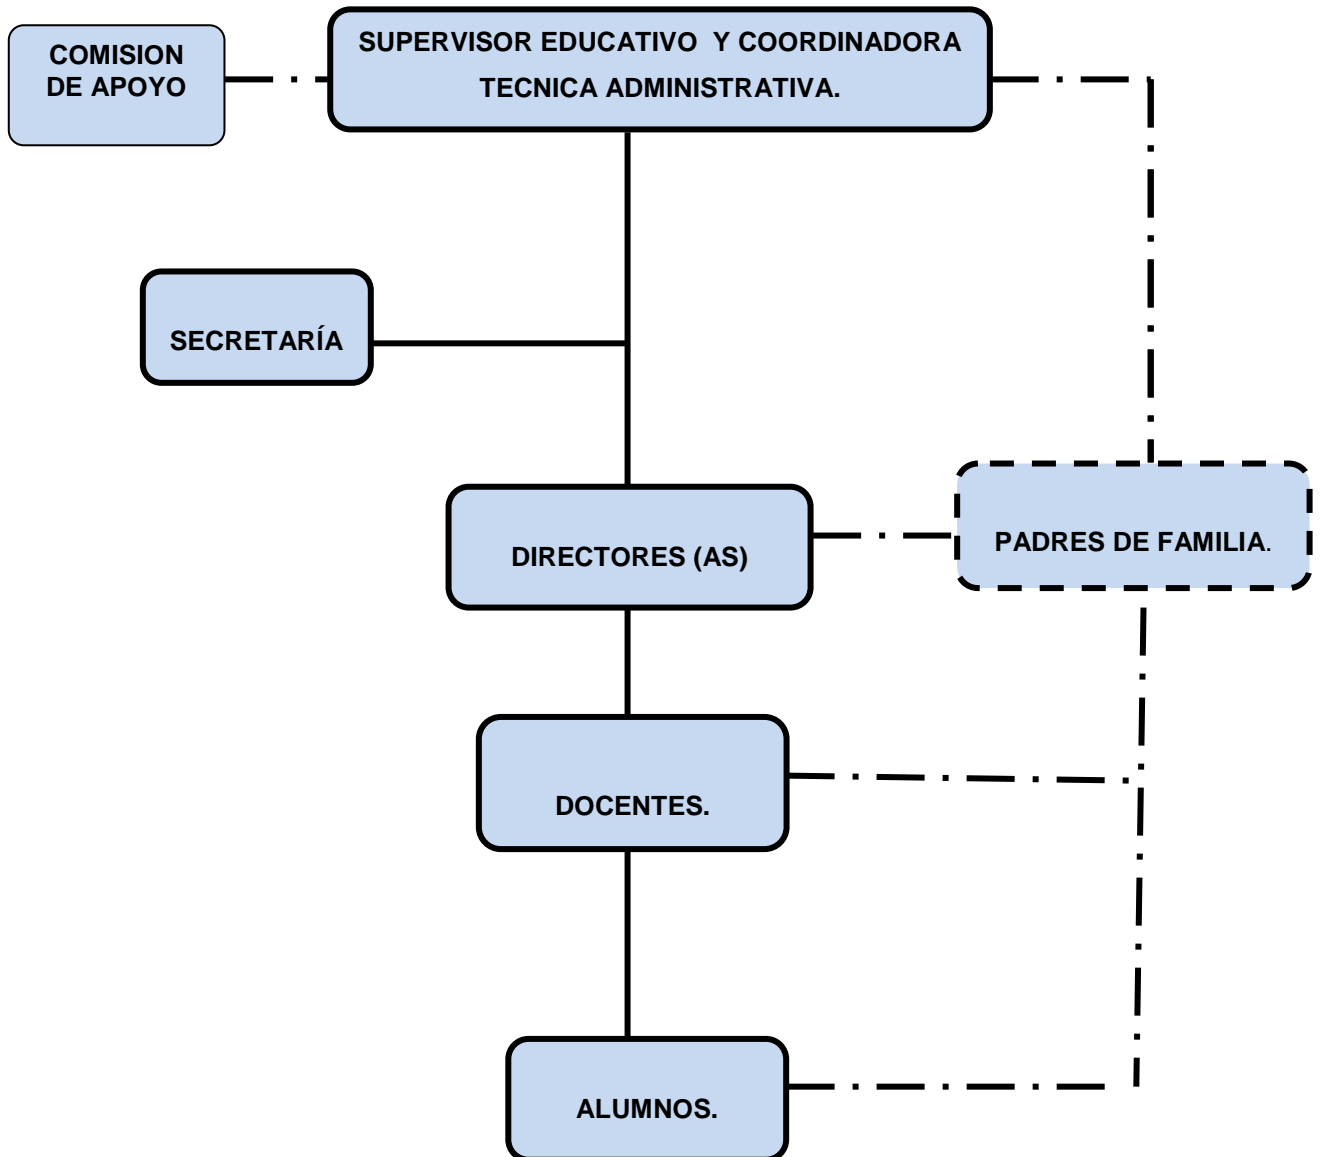 COMISION
DE APOYO
SUPERVISOR EDUCATIVO Y COORDINADORA
TECNICA ADMINISTRATIVA.
SECRETARÍA
DIRECTORES (AS)
PADRES DE FAMILIA.
DOCENTES.
ALUMNOS.